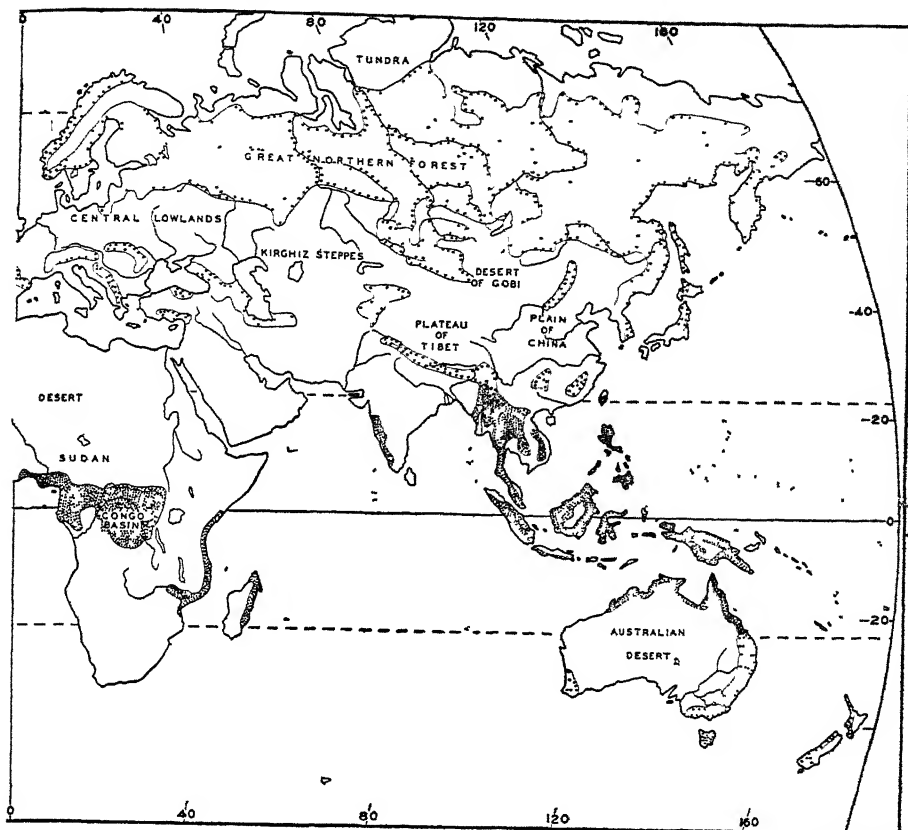 0 40 80 120 160
TUNDRA
GREAT NORTHERN FOREST
60
CENTRAL LOWLANDS
KIRGHIZ STEPPES
DESERT
OF GOBI
40
PLATEAU
OF
TIBET
PLAIN
OF
CHINA
DESERT
20
SUDAN
CONGO
BASIN
0
20
AUSTRALIAN
DESERT
0 40 80 120 160